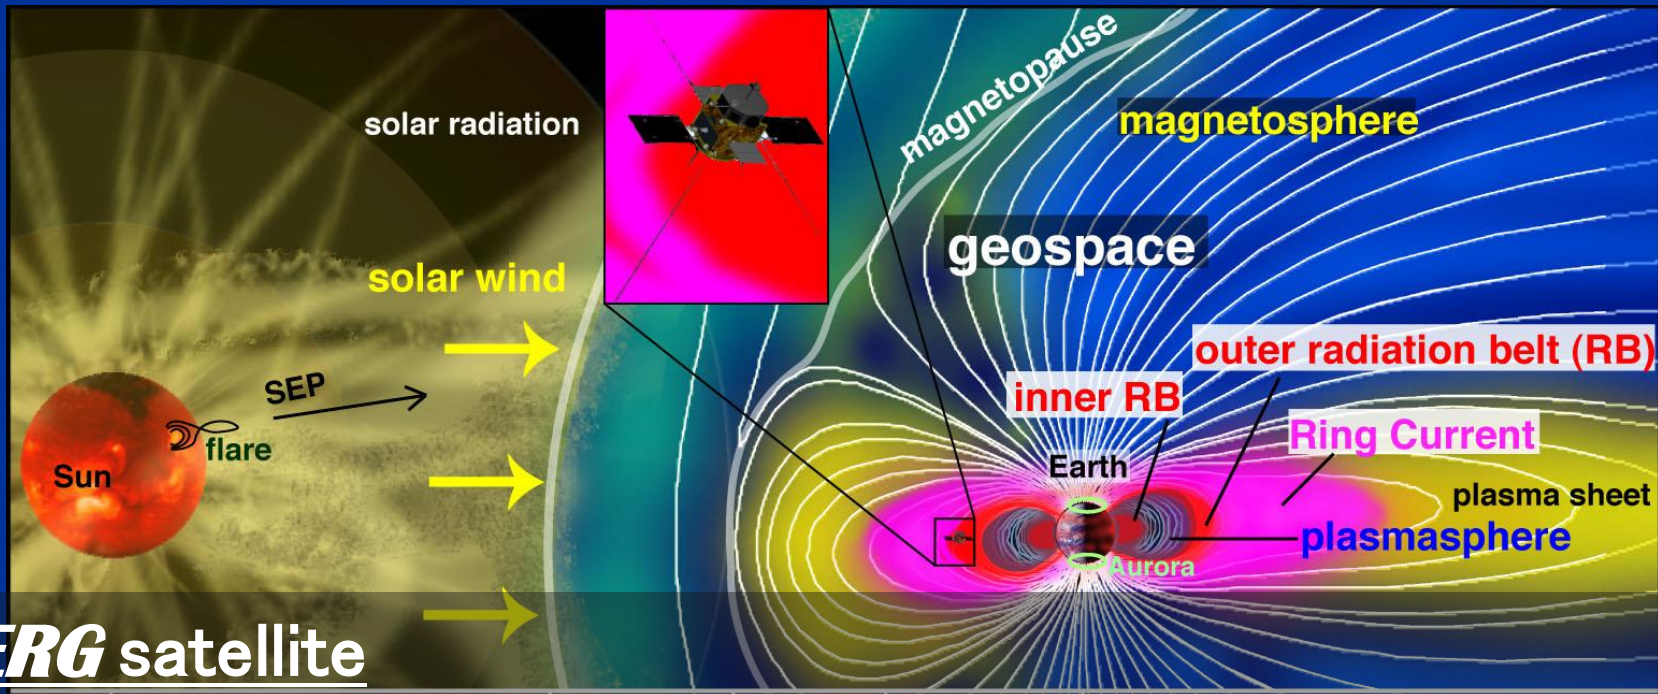 solar radiation
magnetopause
magnetosphere
solar wind
geospace
outer radiation belt (RB)
inner RB
SEP
flare
Ring Current
Sun
Earth
plasma sheet
plasmasphere
Aurora
ERG satellite